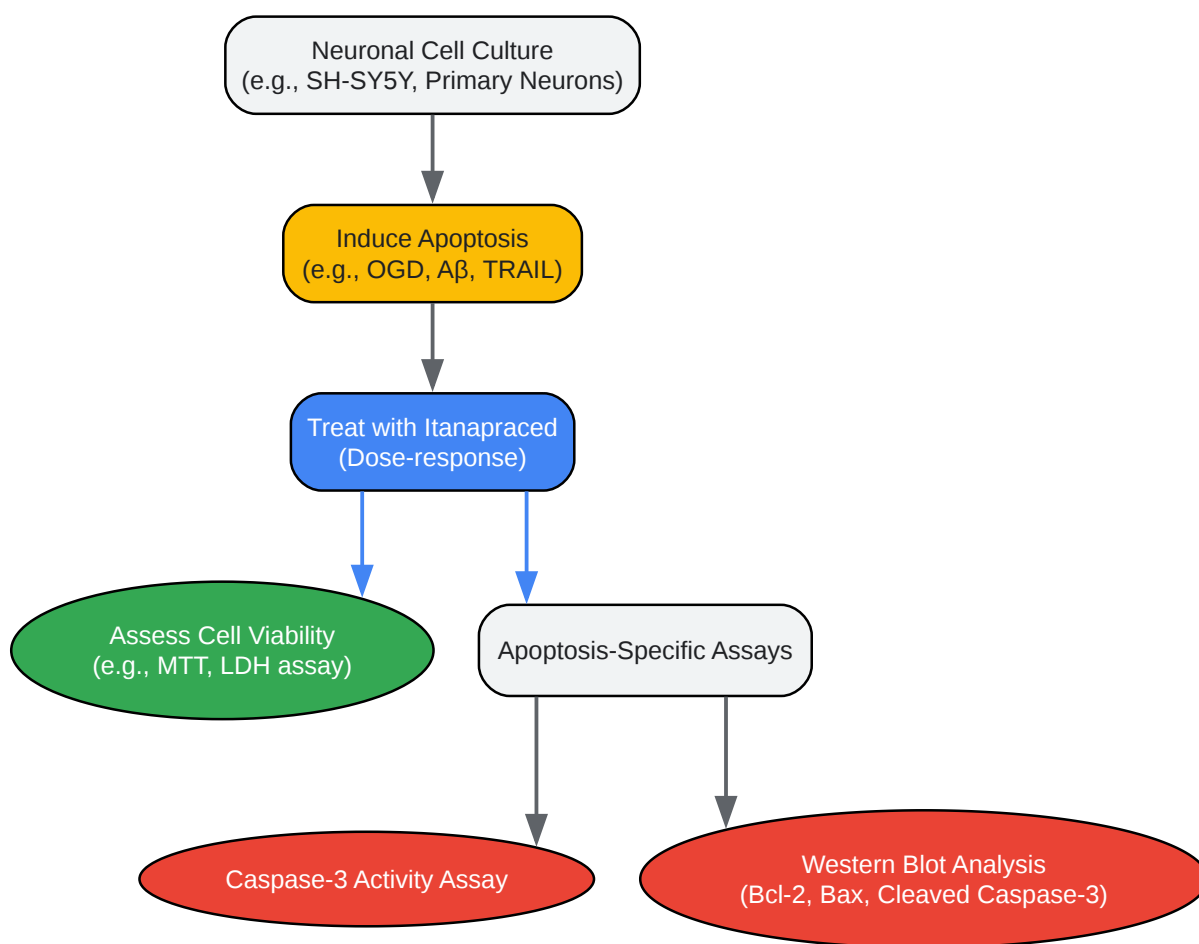 Neuronal Cell Culture
(e.g., SH-SY5Y, Primary Neurons)
Induce Apoptosis
(e.g., OGD, Aβ, TRAIL)
Treat with Itanapraced
(Dose-response)
Assess Cell Viability
(e.g., MTT, LDH assay)
Apoptosis-Specific Assays
Caspase-3 Activity Assay
Western Blot Analysis
(Bcl-2, Bax, Cleaved Caspase-3)